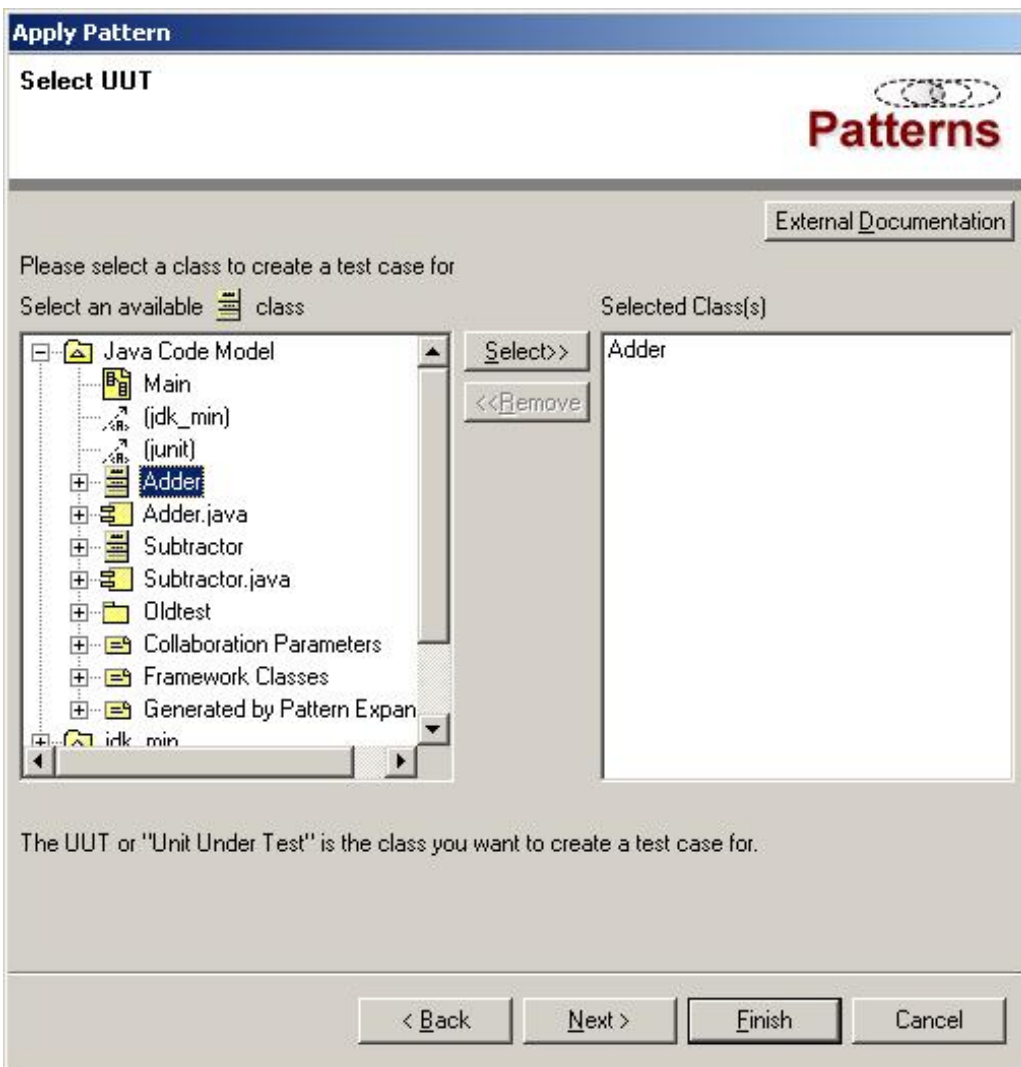 Apply Pattern
Select UUT
Patterns
External Documentation
Please select a class to create a test case for
Select an available class
Selected Class(s)
Java Code Model
Main
(jdk_min)
(junit)
Adder
Adder.java
Subtractor
Subtractor.java
Oldtest
Collaboration Parameters
Framework Classes
Generated by Pattern Expan
jdk_min
Select>>
<<Remove
Adder
The UUT or "Unit Under Test" is the class you want to create a test case for.
< Back
Next >
Finish
Cancel